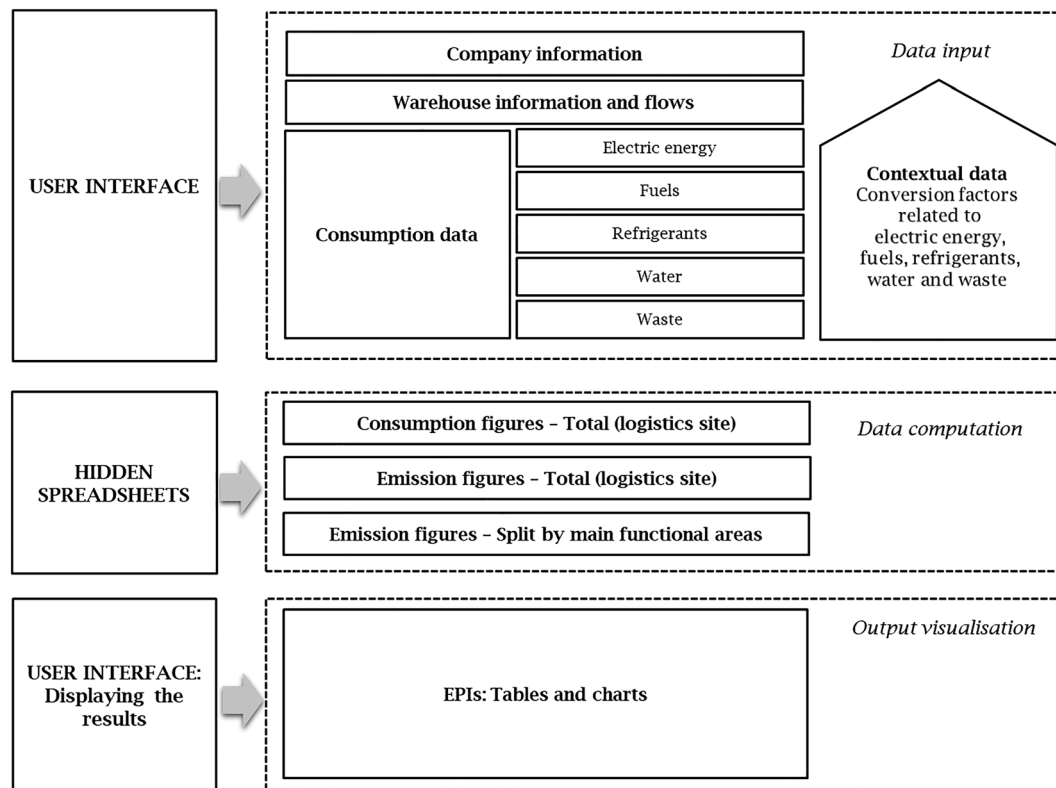 USER INTERFACE
Company information
Data input
Warehouse information and flows
Consumption data
Electric energy
Fuels
Refrigerants
Water
Waste
Contextual data
Conversion factors
related to
electric energy,
fuels, refrigerants,
water and waste
HIDDEN
SPREADSHEETS
Consumption figures – Total (logistics site)
Data computation
Emission figures – Total (logistics site)
Emission figures – Split by main functional areas
USER INTERFACE:
Displaying the
results
Output visualisation
EPIs: Tables and charts